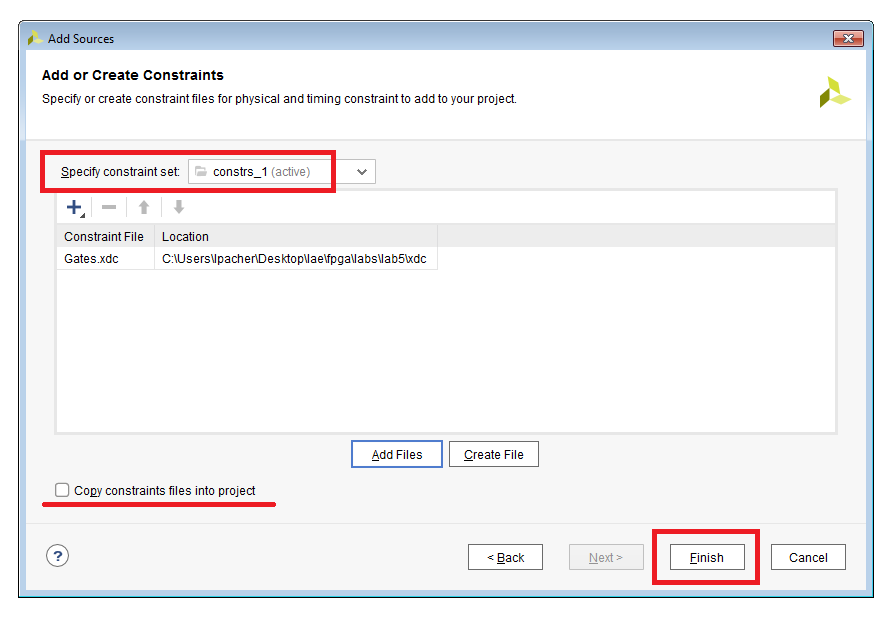 Add Sources
Add or Create Constraints
Specify or create constraint files for physical and timing constraint to add to your project.
Specify constraint set: constrs_1 (active)
Constraint File Location
Gates.xdc C:\Users\lpacher\Desktop\lae\fpga\labs\lab5\xdc
Add Files Create File
Copy constraints files into project
? < Back Next > Finish Cancel